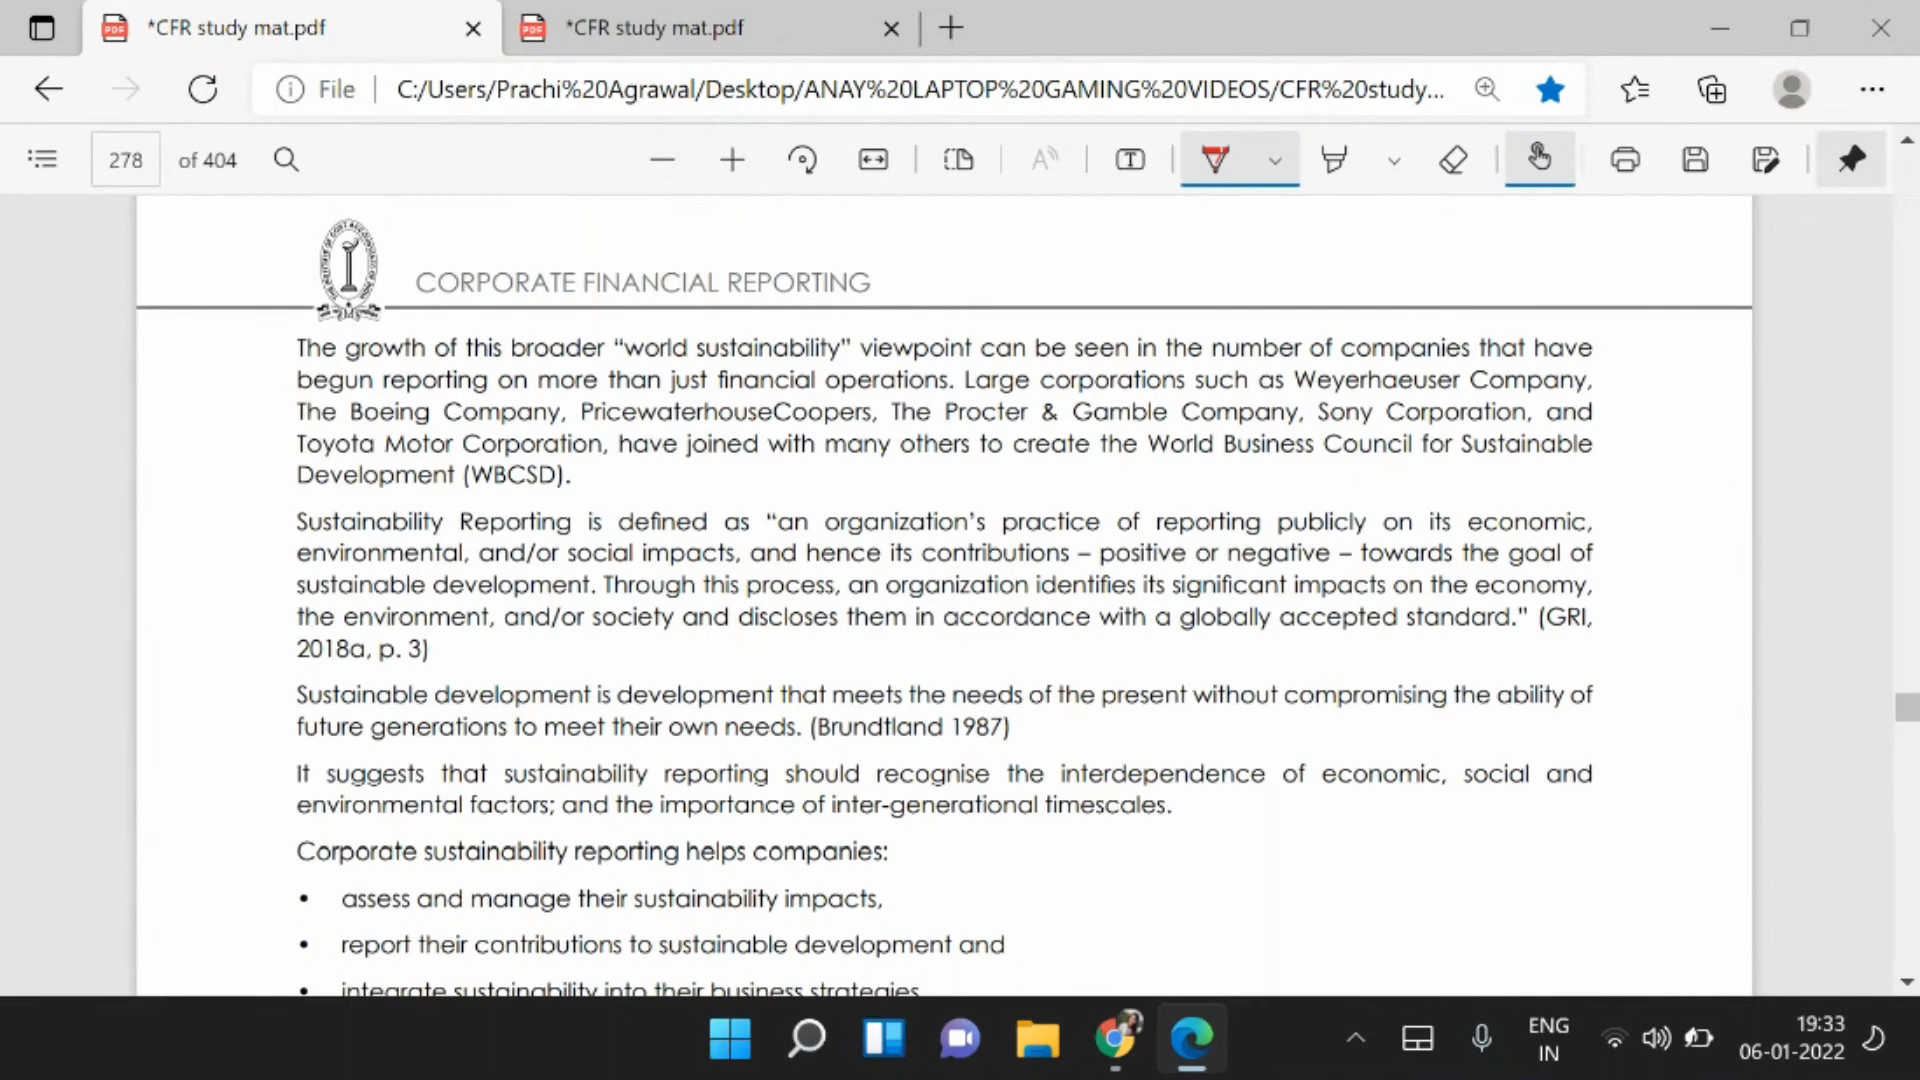 *CFR study mat.pdf
*CFR study mat.pdf
File
C:/Users/Prachi%20Agrawal/Desktop/ANAY%20LAPTOP%20GAMING%20VIDEOS/CFR%20study...
278 of 404
CORPORATE FINANCIAL REPORTING
The growth of this broader “world sustainability” viewpoint can be seen in the number of companies that have
begun reporting on more than just financial operations. Large corporations such as Weyerhaeuser Company,
The Boeing Company, PricewaterhouseCoopers, The Procter & Gamble Company, Sony Corporation, and
Toyota Motor Corporation, have joined with many others to create the World Business Council for Sustainable
Development (WBCSD).
Sustainability Reporting is defined as “an organization’s practice of reporting publicly on its economic,
environmental, and/or social impacts, and hence its contributions – positive or negative – towards the goal of
sustainable development. Through this process, an organization identifies its significant impacts on the economy,
the environment, and/or society and discloses them in accordance with a globally accepted standard.” (GRI,
2018a, p. 3)
Sustainable development is development that meets the needs of the present without compromising the ability of
future generations to meet their own needs. (Brundtland 1987)
It suggests that sustainability reporting should recognise the interdependence of economic, social and
environmental factors; and the importance of inter-generational timescales.
Corporate sustainability reporting helps companies:
• assess and manage their sustainability impacts,
• report their contributions to sustainable development and
• integrate sustainability into their business strategies
ENG
IN
19:33
06-01-2022